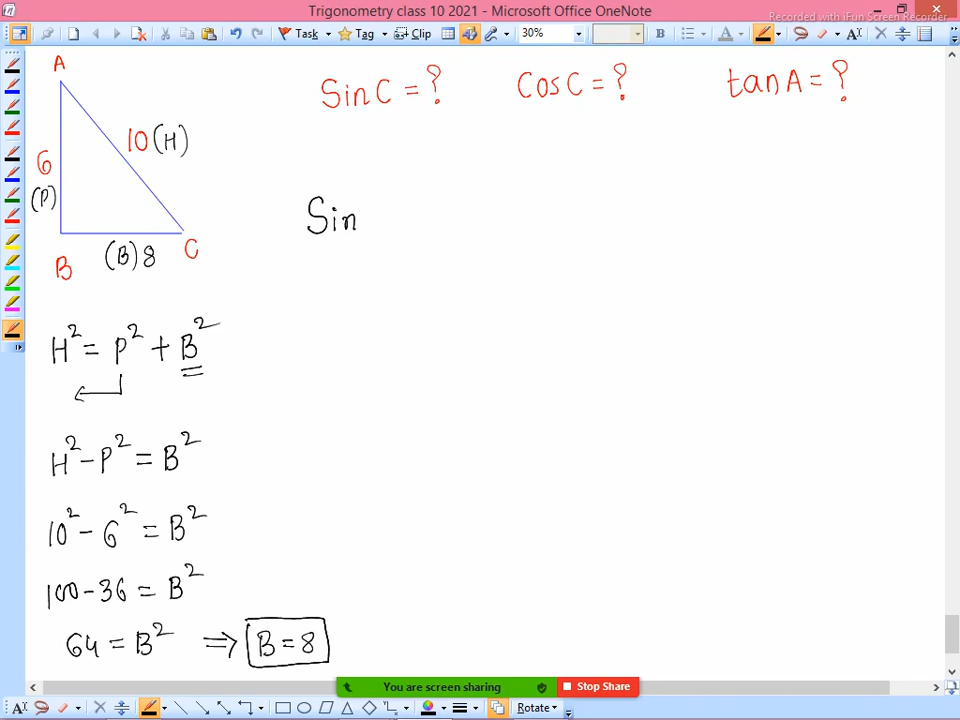 Trigonometry class 10 2021 - Microsoft Office OneNote
Recorded with iFun Screen Recorder
Task Tag Clip 30% B A A
A
Sin C = ? Cos C = ? tan A = ?
10 (H)
6
(P)
Sin
B (B) 8 C
H² = P² + B²
H² - P² = B²
10² - 6² = B²
100 - 36 = B²
64 = B² ⇒ B = 8
You are screen sharing Stop Share
A Rotate